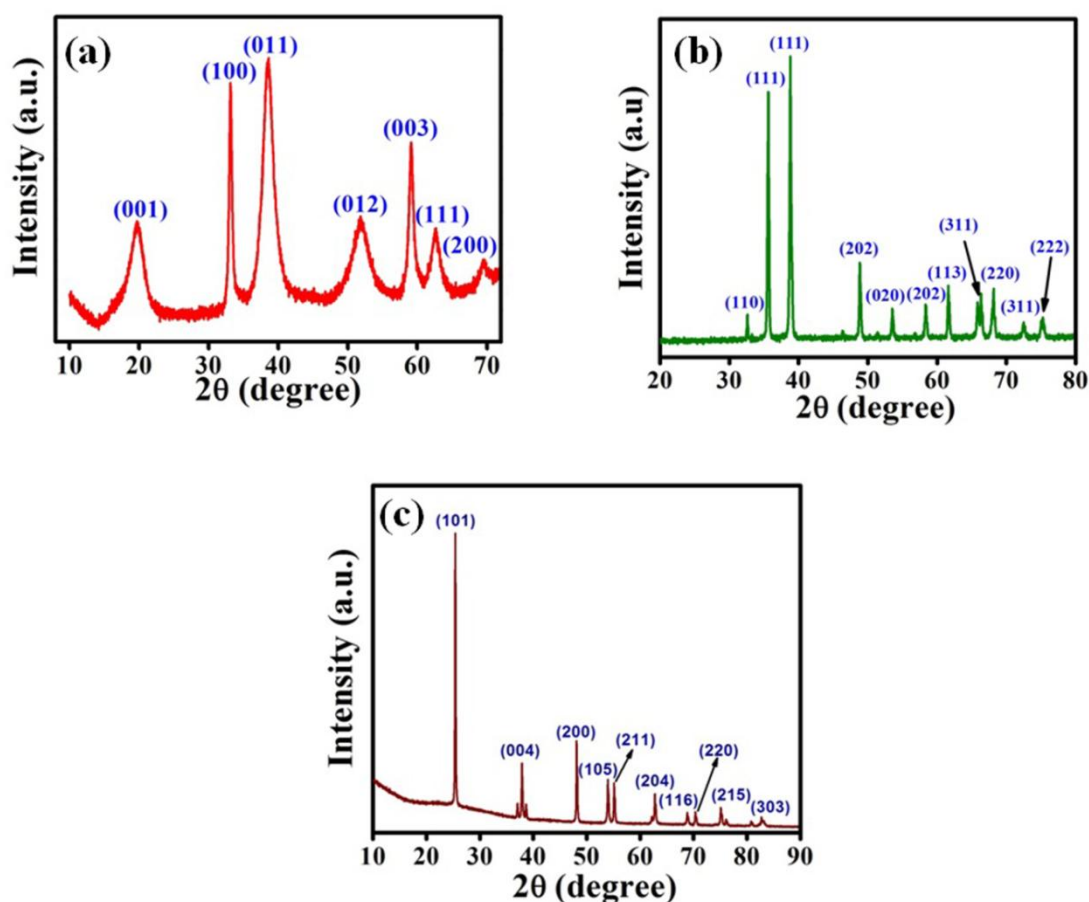 (a)
(001)
(100)
(011)
(012)
(003)
(111)
(200)
Intensity (a.u.)
10 20 30 40 50 60 70
2θ (degree)
(b)
(110)
(111)
(111)
(202)
(020)
(202)
(113)
(311)
(220)
(311)
(222)
Intensity (a.u)
20 30 40 50 60 70 80
2θ (degree)
(c)
(101)
(004)
(200)
(105)
(211)
(204)
(116)
(220)
(215)
(303)
Intensity (a.u.)
10 20 30 40 50 60 70 80 90
2θ (degree)